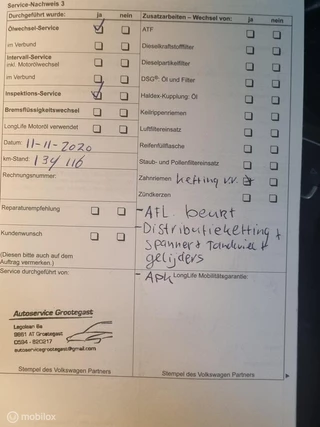 Service-Nachweis 3
Durchgeführt wurde: ja nein
Ölwechsel-Service
im Verbund
Intervall-Service
inkl. Motorölwechsel
im Verbund
Inspektions-Service
Bremsflüssigkeitswechsel
LongLife Motoröl verwendet
Datum: 11-11-2020
km-Stand: 134 116
Rechnungsnummer:
Reparaturempfehlung
Kundenwunsch
(Diesen bitte auch auf dem
Auftrag vermerken.)
Service durchgeführt von:
Autoservice Grootegast
Legolaan 6a
9861 AT Grootegast
0594 - 820217
autoservicegrootegast@gmail.com
Stempel des Volkswagen Partners
Zusatzarbeiten – Wechsel von: ja nein
ATF
Dieselkraftstofffilter
Dieselpartikelfilter
DSG®: Öl und Filter
Haldex-Kupplung: Öl
Keilrippenriemen
Luftfiltereinsatz
Reifenfüllflasche
Staub- und Pollenfiltereinsatz
Zahnriemen ketting v.v.
Zündkerzen
- Afl. beurt
- Distributieketting +
spanner + Tandwiel +
geleiders
- Apk LongLife Mobilitätsgarantie:
Stempel des Volkswagen Partners
mobilox